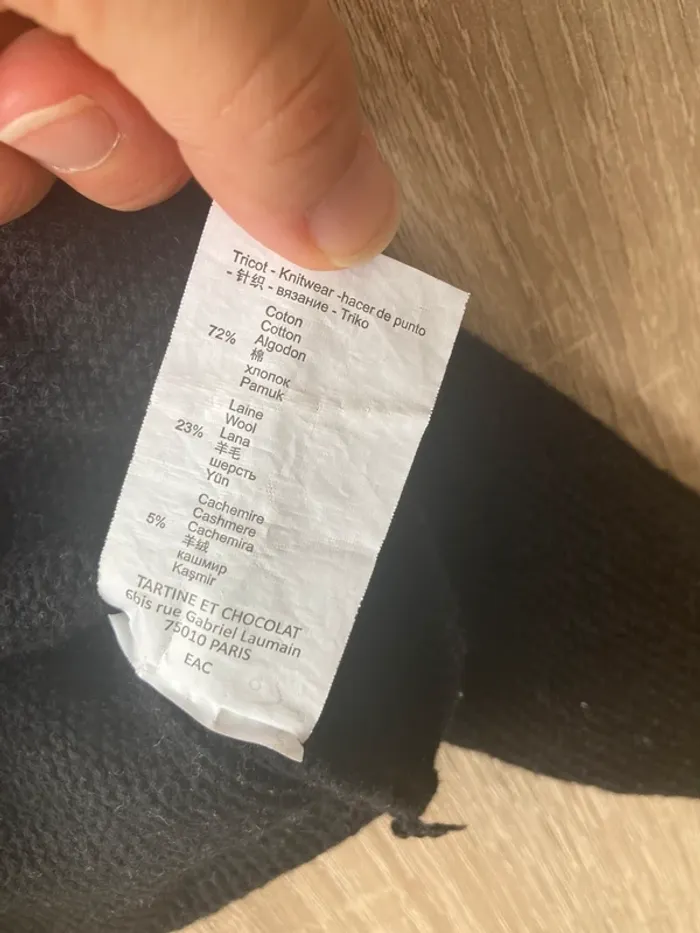 Tricot - Knitwear -hacer de punto
- 针织 - вязание - Triko
Coton
Cotton
72% Algodon
棉
хлопок
Pamuk
Laine
Wool
23% Lana
羊毛
шерсть
Yün
Cachemire
Cashmere
5% Cachemira
羊绒
кашмир
Kaşmir
TARTINE ET CHOCOLAT
6bis rue Gabriel Laumain
75010 PARIS
EAC